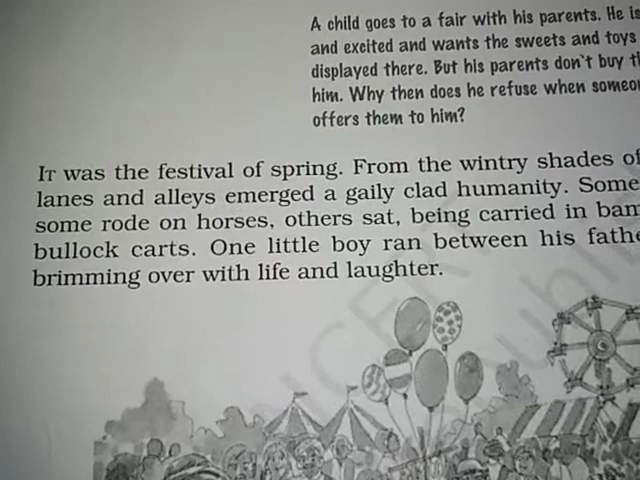 A child goes to a fair with his parents. He is
and excited and wants the sweets and toys
displayed there. But his parents don't buy
him. Why then does he refuse when
offers them to him?
IT was the festival of spring. From the wintry shades of
lanes and alleys emerged a gaily clad humanity. Some
some rode on horses, others sat, being carried in
bullock carts. One little boy ran between his
brimming over with life and laughter.
NCERT